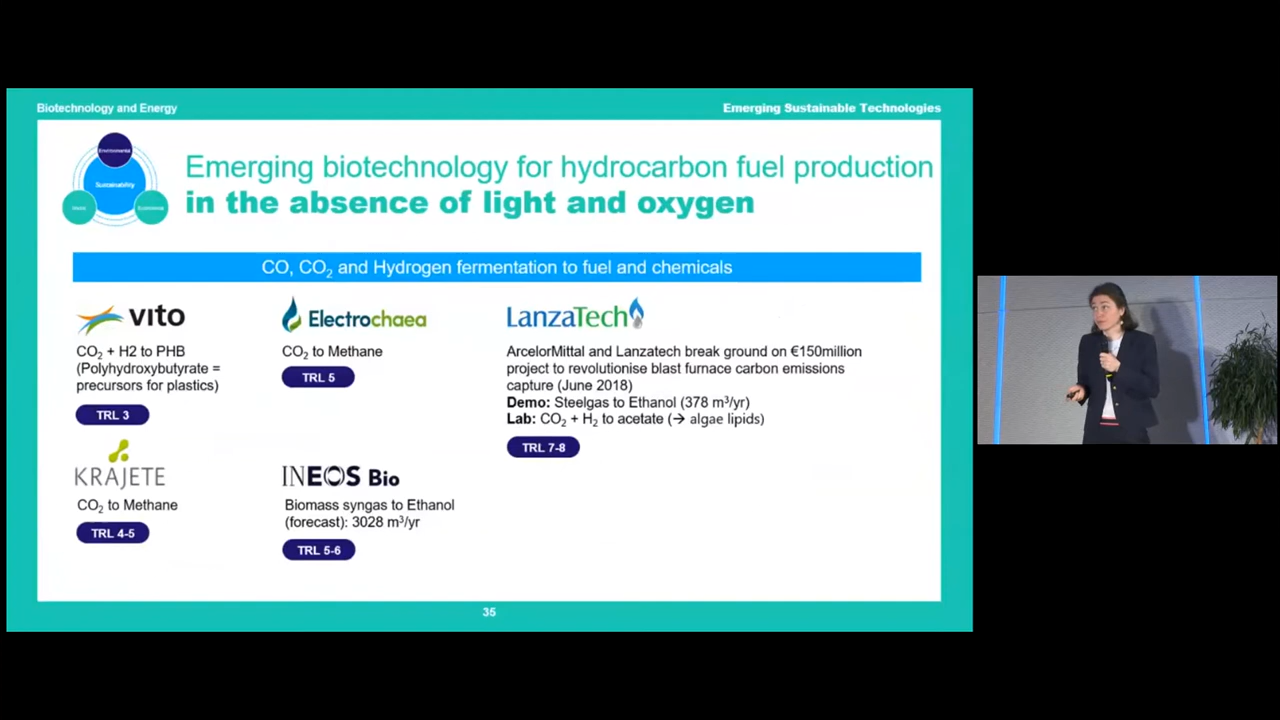 Biotechnology and Energy
Emerging Sustainable Technologies
Environmental
Sustainability
Social
Economic
Emerging biotechnology for hydrocarbon fuel production
in the absence of light and oxygen
CO, CO₂ and Hydrogen fermentation to fuel and chemicals
vito
CO₂ + H2 to PHB
(Polyhydroxybutyrate =
precursors for plastics)
TRL 3
Electrochaea
CO₂ to Methane
TRL 5
LanzaTech
ArcelorMittal and Lanzatech break ground on €150million
project to revolutionise blast furnace carbon emissions
capture (June 2018)
Demo: Steelgas to Ethanol (378 m³/yr)
Lab: CO₂ + H₂ to acetate (→ algae lipids)
TRL 7-8
KRAJETE
CO₂ to Methane
TRL 4-5
INEOS Bio
Biomass syngas to Ethanol
(forecast): 3028 m³/yr
TRL 5-6
35